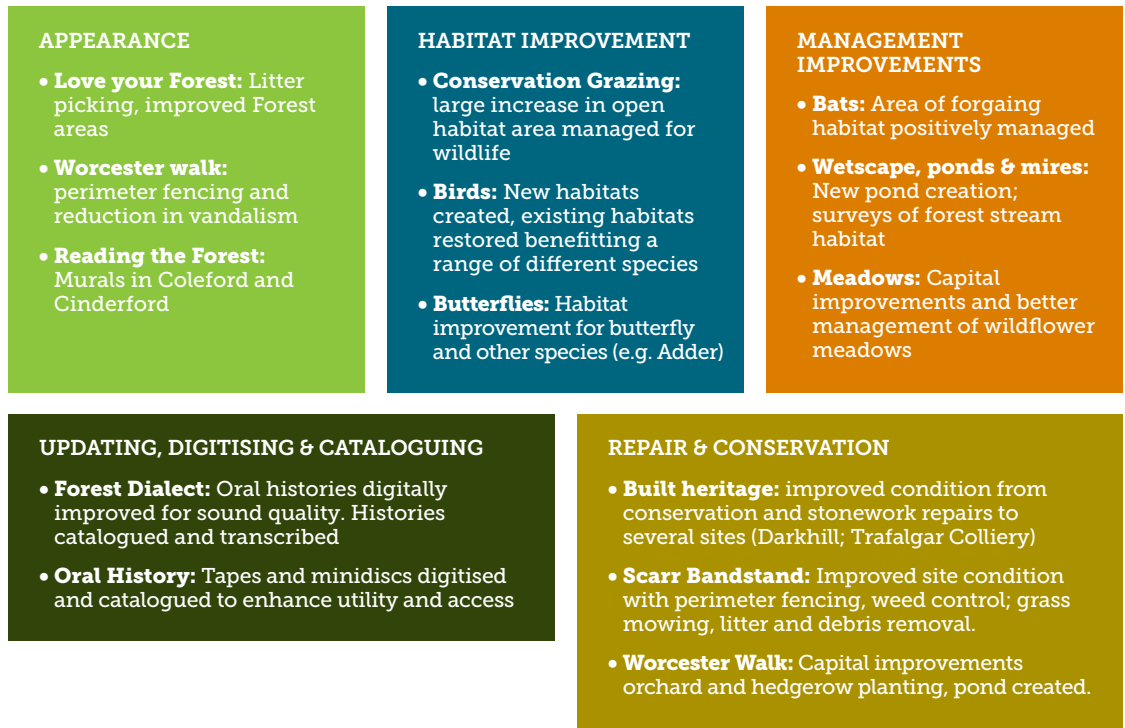 APPEARANCE
• Love your Forest: Litter
picking, improved Forest
areas
• Worcester walk:
perimeter fencing and
reduction in vandalism
• Reading the Forest:
Murals in Coleford and
Cinderford
HABITAT IMPROVEMENT
• Conservation Grazing:
large increase in open
habitat area managed for
wildlife
• Birds: New habitats
created, existing habitats
restored benefitting a
range of different species
• Butterflies: Habitat
improvement for butterfly
and other species (e.g. Adder)
MANAGEMENT
IMPROVEMENTS
• Bats: Area of forgaing
habitat positively managed
• Wetscape, ponds & mires:
New pond creation;
surveys of forest stream
habitat
• Meadows: Capital
improvements and better
management of wildflower
meadows
UPDATING, DIGITISING & CATALOGUING
• Forest Dialect: Oral histories digitally
improved for sound quality. Histories
catalogued and transcribed
• Oral History: Tapes and minidiscs digitised
and catalogued to enhance utility and access
REPAIR & CONSERVATION
• Built heritage: improved condition from
conservation and stonework repairs to
several sites (Darkhill; Trafalgar Colliery)
• Scarr Bandstand: Improved site condition
with perimeter fencing, weed control; grass
mowing, litter and debris removal.
• Worcester Walk: Capital improvements
orchard and hedgerow planting, pond created.